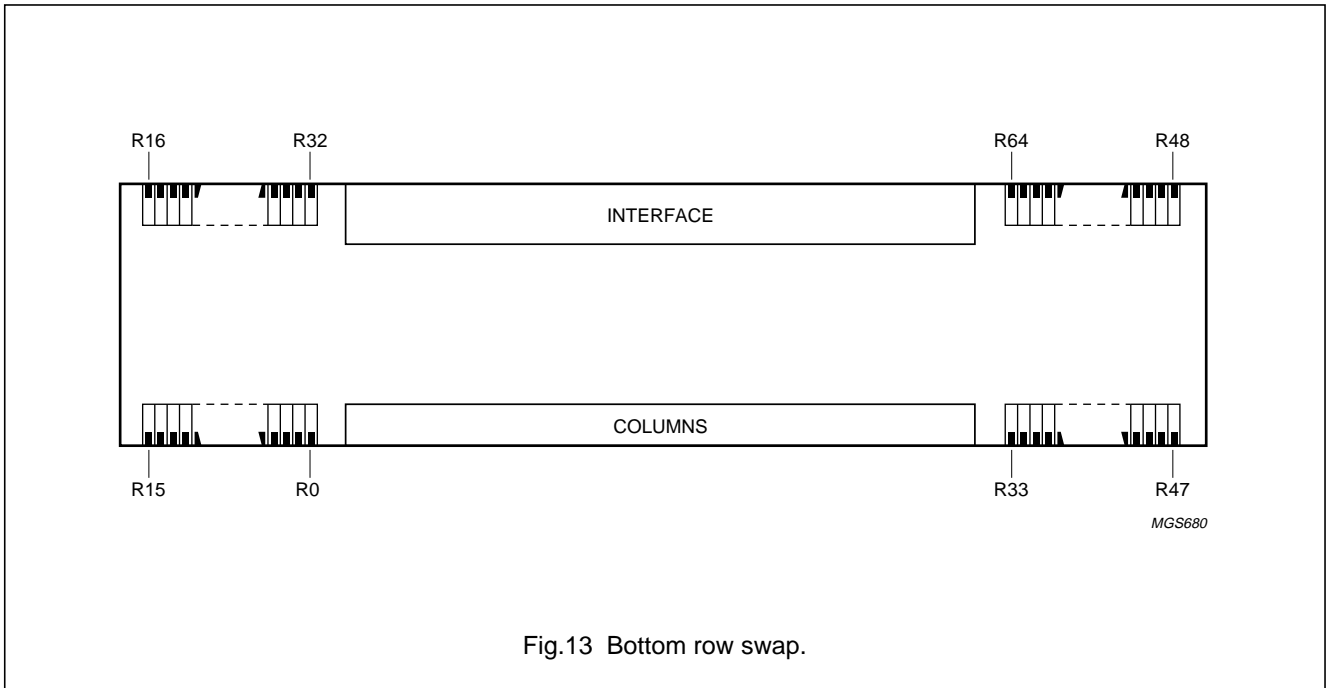 R16 R32 R64 R48
INTERFACE
COLUMNS
R15 R0 R33 R47
MGS680
Fig.13 Bottom row swap.